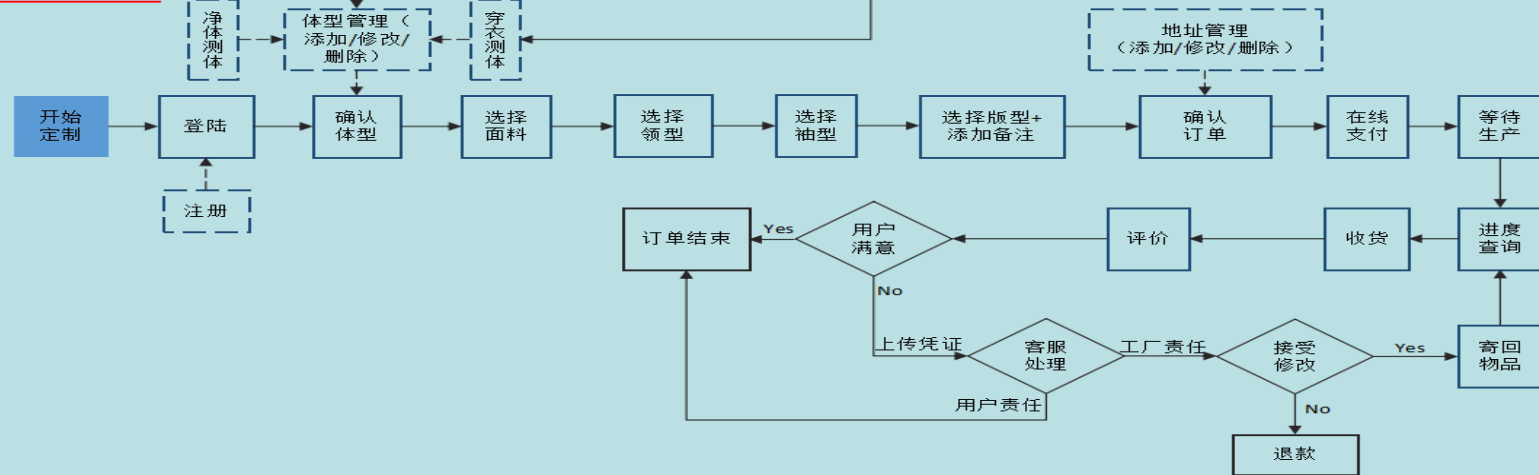 净体测体
体型管理（
添加/修改/
删除）
穿衣测体
地址管理
（添加/修改/删除）
开始
定制
登陆
确认
体型
选择
面料
选择
领型
选择
袖型
选择版型+
添加备注
确认
订单
在线
支付
等待
生产
注册
订单结束
Yes
用户
满意
评价
收货
进度
查询
No
上传凭证
客服
处理
工厂责任
接受
修改
Yes
寄回
物品
用户责任
No
退款